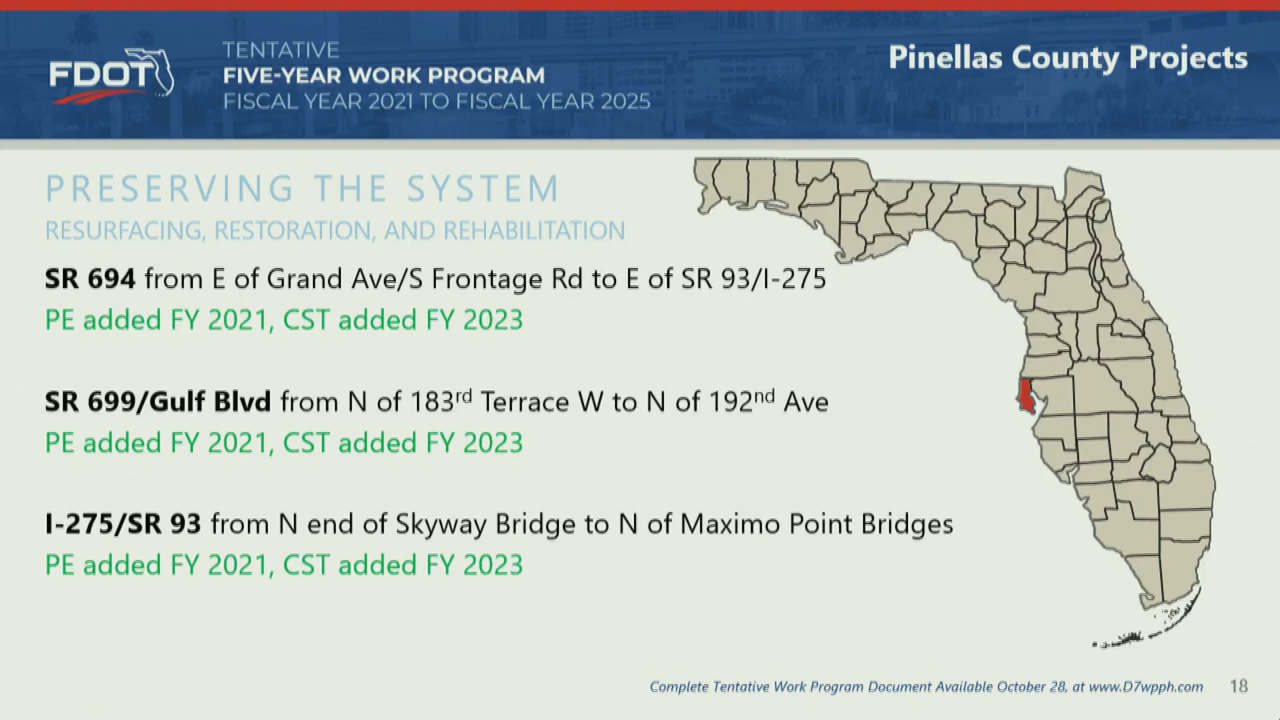 FDOT
TENTATIVE
FIVE-YEAR WORK PROGRAM
FISCAL YEAR 2021 TO FISCAL YEAR 2025
Pinellas County Projects
PRESERVING THE SYSTEM
RESURFACING, RESTORATION, AND REHABILITATION
SR 694 from E of Grand Ave/S Frontage Rd to E of SR 93/I-275
PE added FY 2021, CST added FY 2023
SR 699/Gulf Blvd from N of 183rd Terrace W to N of 192nd Ave
PE added FY 2021, CST added FY 2023
I-275/SR 93 from N end of Skyway Bridge to N of Maximo Point Bridges
PE added FY 2021, CST added FY 2023
Complete Tentative Work Program Document Available October 28, at www.D7wpph.com
18